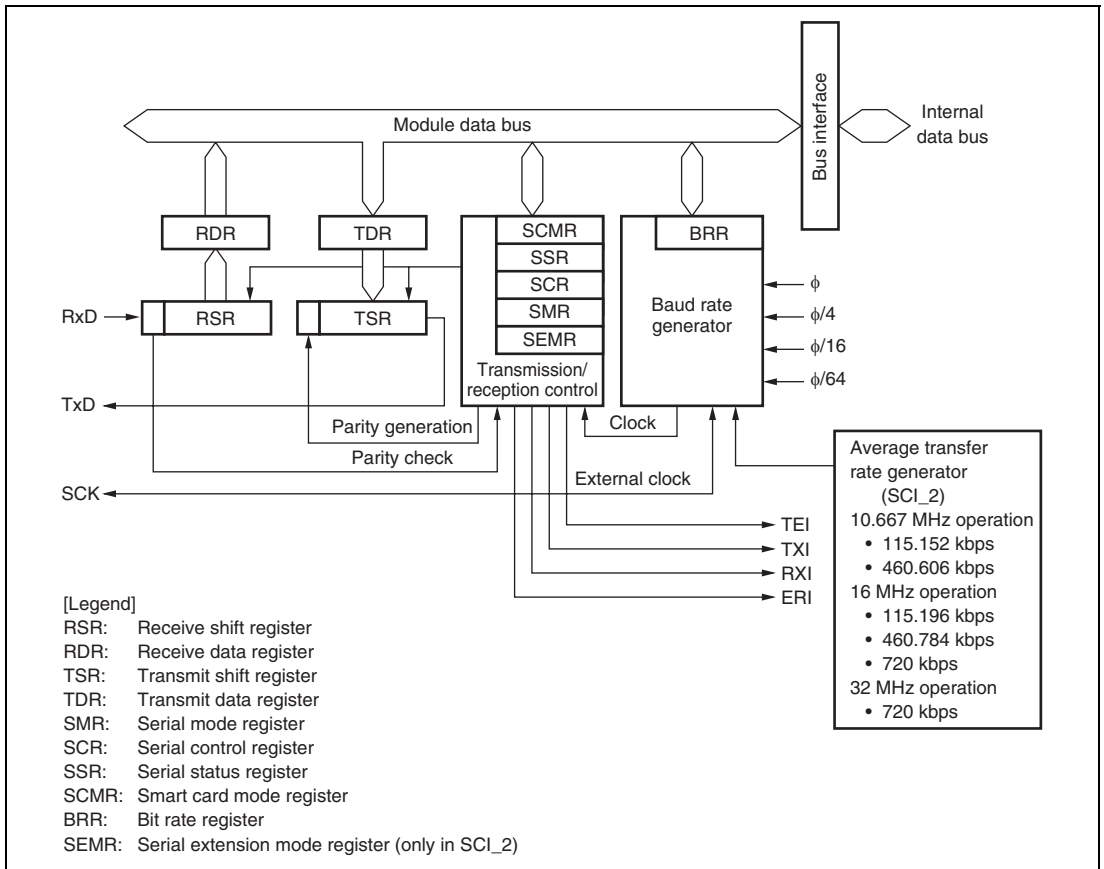 Module data bus
Bus interface
Internal
data bus
RDR
TDR
SCMR
SSR
SCR
SMR
SEMR
Transmission/
reception control
BRR
Baud rate
generator
φ
φ/4
φ/16
φ/64
RxD
RSR
TSR
TxD
Parity generation
Parity check
Clock
External clock
SCK
TEI
TXI
RXI
ERI
Average transfer
rate generator
(SCI_2)
10.667 MHz operation
• 115.152 kbps
• 460.606 kbps
16 MHz operation
• 115.196 kbps
• 460.784 kbps
• 720 kbps
32 MHz operation
• 720 kbps
[Legend]
RSR: Receive shift register
RDR: Receive data register
TSR: Transmit shift register
TDR: Transmit data register
SMR: Serial mode register
SCR: Serial control register
SSR: Serial status register
SCMR: Smart card mode register
BRR: Bit rate register
SEMR: Serial extension mode register (only in SCI_2)